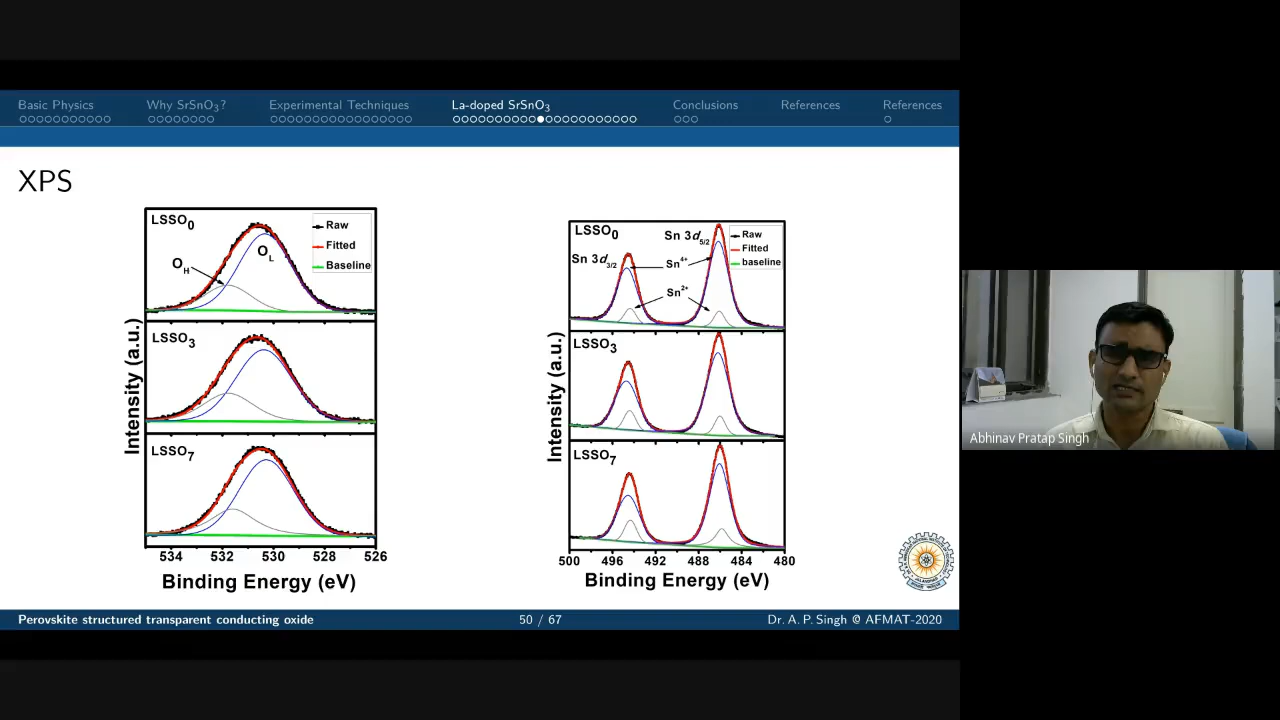 Basic Physics Why SrSnO₃? Experimental Techniques La-doped SrSnO₃ Conclusions References References
XPS
LSSO₀
Raw
Fitted
Baseline
O_H
O_L
LSSO₃
LSSO₇
Intensity (a.u.)
534 532 530 528 526
Binding Energy (eV)
LSSO₀
Sn 3d₅/₂
Raw
Fitted
baseline
Sn 3d₃/₂
Sn⁴⁺
Sn²⁺
LSSO₃
LSSO₇
Intensity (a.u.)
500 496 492 488 484 480
Binding Energy (eV)
Abhinav Pratap Singh
Perovskite structured transparent conducting oxide 50 / 67 Dr. A. P. Singh @ AFMAT-2020